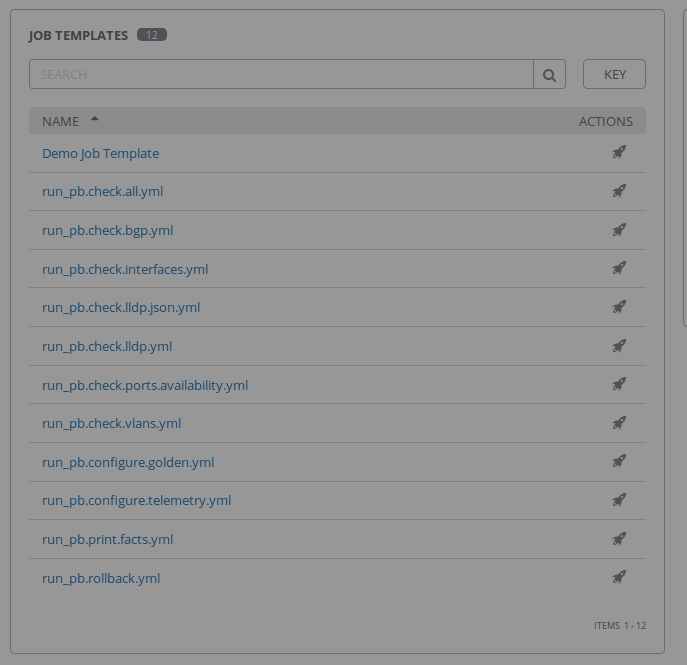 JOB TEMPLATES 12
SEARCH KEY
NAME ACTIONS
Demo Job Template
run_pb.check.all.yml
run_pb.check.bgp.yml
run_pb.check.interfaces.yml
run_pb.check.lldp.json.yml
run_pb.check.lldp.yml
run_pb.check.ports.availability.yml
run_pb.check.vlans.yml
run_pb.configure.golden.yml
run_pb.configure.telemetry.yml
run_pb.print.facts.yml
run_pb.rollback.yml
ITEMS 1 - 12